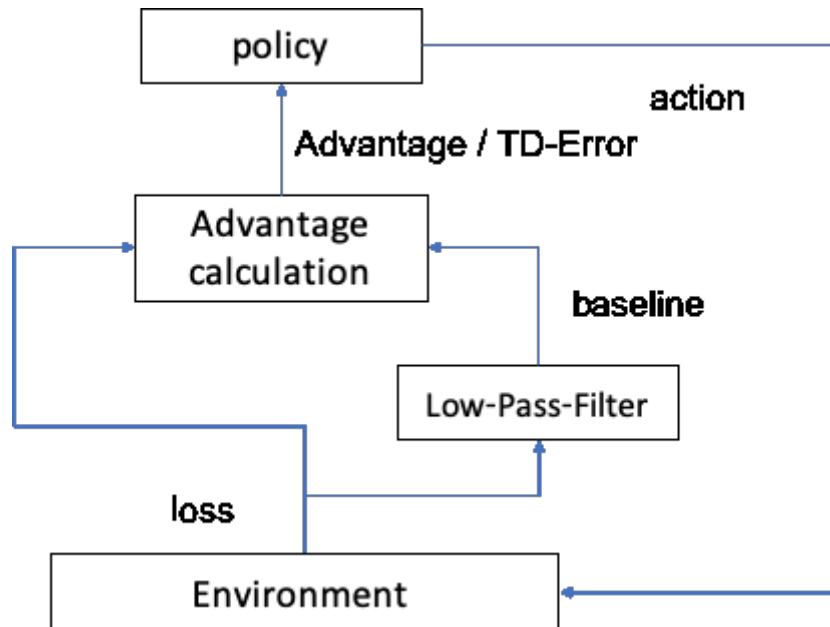 policy
action
Advantage / TD-Error
Advantage
calculation
baseline
Low-Pass-Filter
loss
Environment